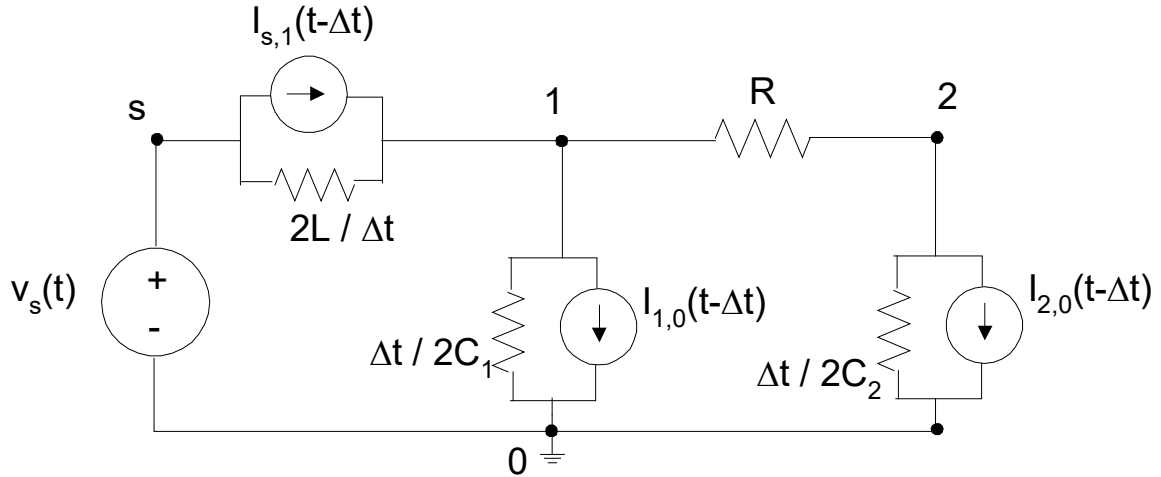 I_{s,1}(t-Δt)
s
1
R
2
2L / Δt
v_s(t)
+
-
Δt / 2C_1
I_{1,0}(t-Δt)
Δt / 2C_2
I_{2,0}(t-Δt)
0